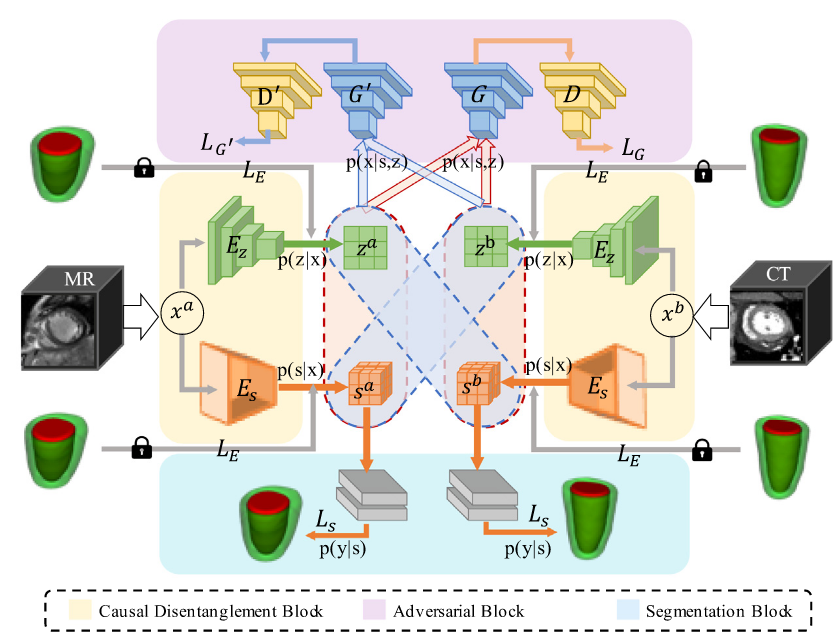 D′ G′ G D
L_G′ p(x|s,z) p(x|s,z) L_G
L_E L_E
E_z z^a z^b E_z
p(z|x) p(z|x)
MR CT
x^a x^b
p(s|x) p(s|x)
E_s s^a s^b E_s
L_E L_E
L_s L_s
p(y|s) p(y|s)
Causal Disentanglement Block Adversarial Block Segmentation Block